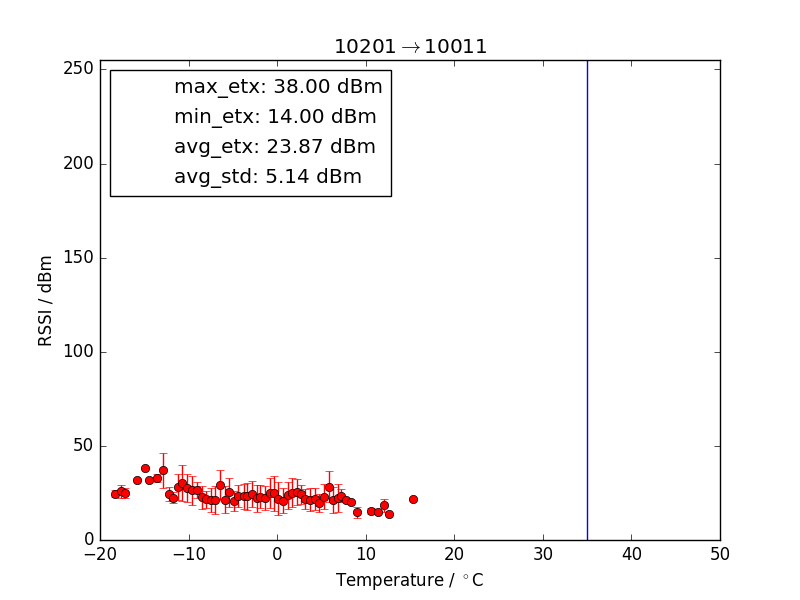 10201→10011
max_etx: 38.00 dBm
min_etx: 14.00 dBm
avg_etx: 23.87 dBm
avg_std: 5.14 dBm
RSSI / dBm
250
200
150
100
50
0
−20 −10 0 10 20 30 40 50
Temperature / °C